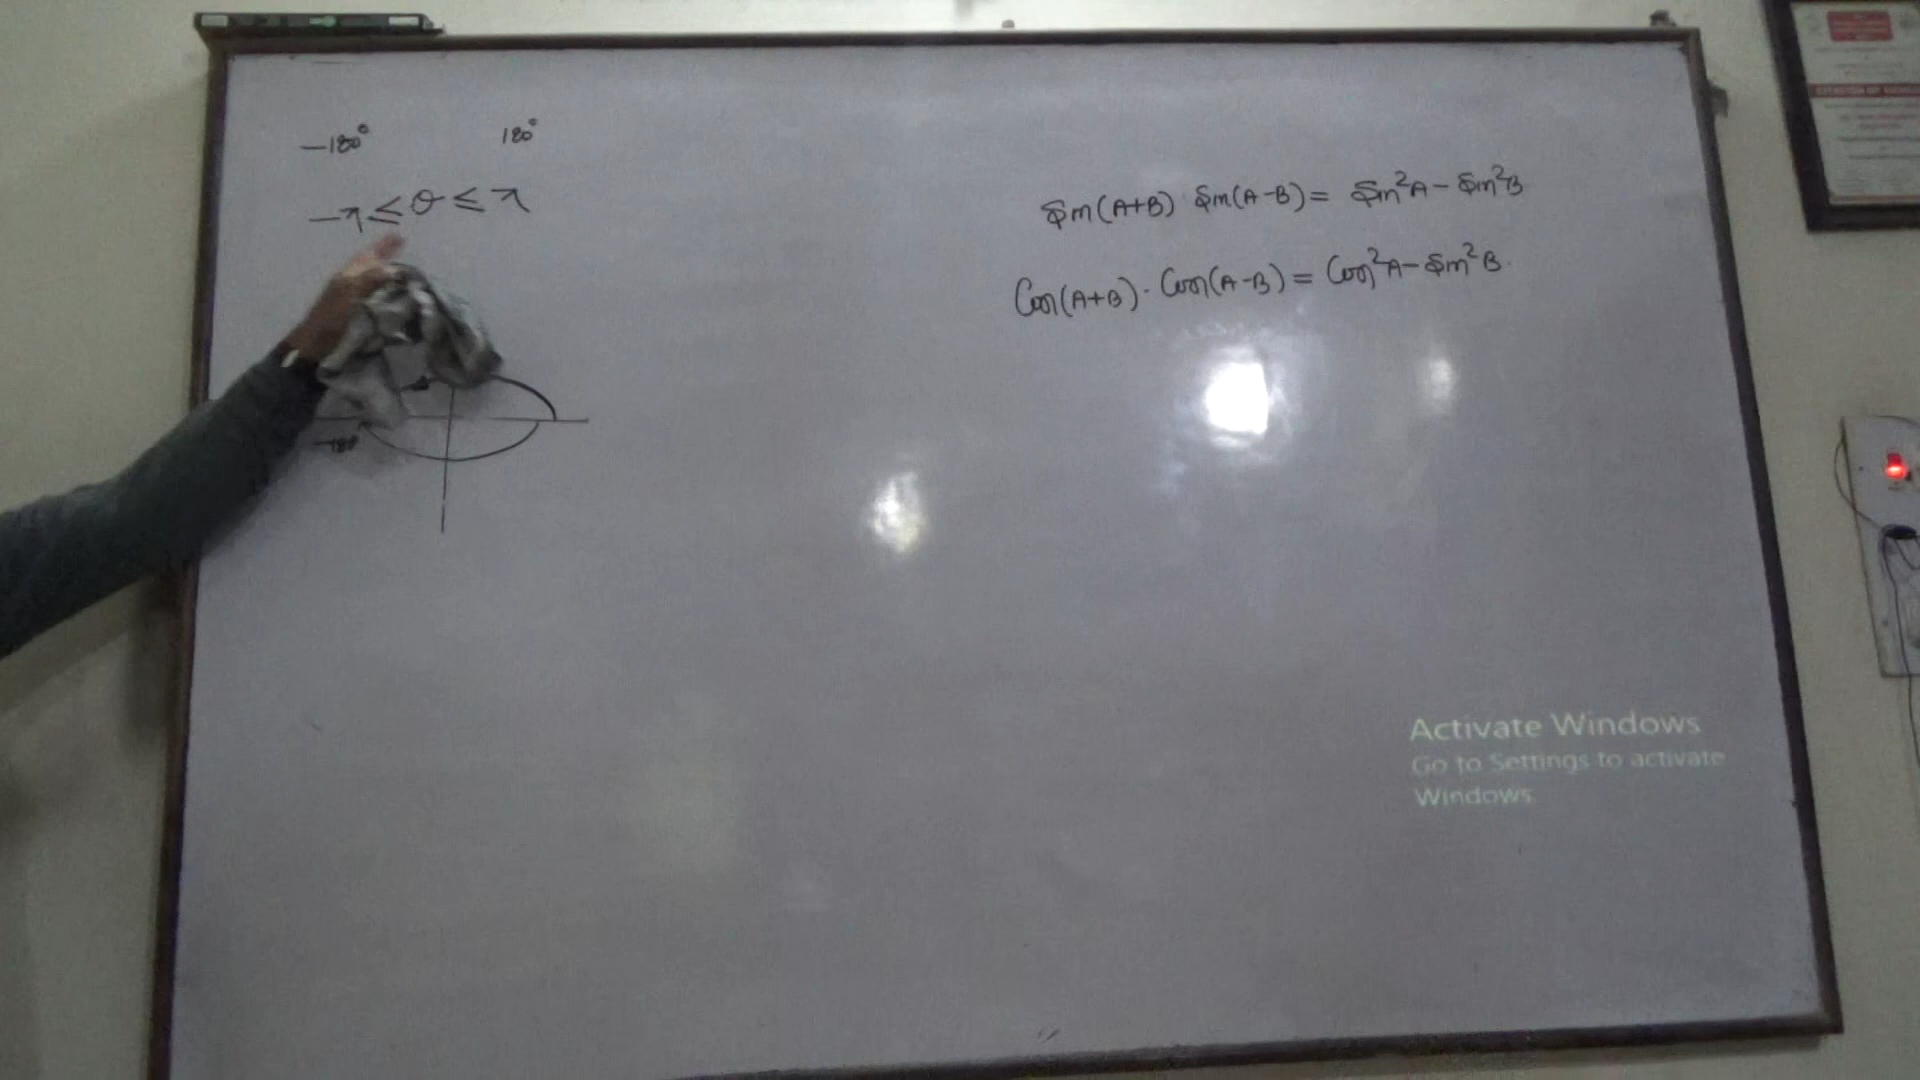 -180° 180°
-π ≤ θ ≤ π
-180°
Sin(A+B) Sin(A-B) = Sin²A - Sin²B
Cos(A+B) · Cos(A-B) = Cos²A - Sin²B.
Activate Windows
Go to Settings to activate
Windows.